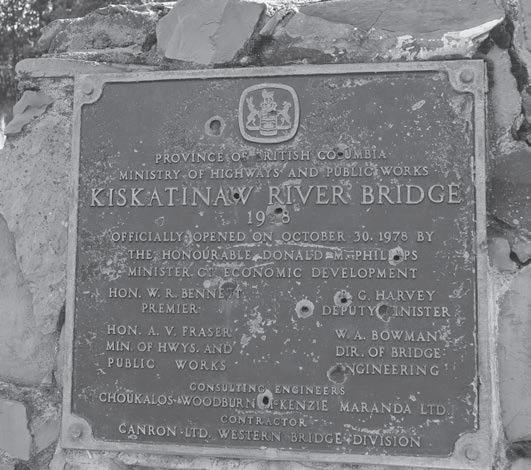 PROVINCE OF BRITISH COLUMBIA
MINISTRY OF HIGHWAYS AND PUBLIC WORKS
KISKATINAW RIVER BRIDGE
1978
OFFICIALLY OPENED ON OCTOBER 30, 1978 BY
THE HONOURABLE DONALD M. PHILLIPS
MINISTER OF ECONOMIC DEVELOPMENT
HON. W. R. BENNETT
PREMIER
HON. A. V. FRASER
MIN. OF HWYS. AND
PUBLIC WORKS
G. HARVEY
DEPUTY MINISTER
W. A. BOWMAN
DIR. OF BRIDGE
ENGINEERING
CONSULTING ENGINEERS
CHOUKALOS WOODBURN MCKENZIE MARANDA LTD.
CONTRACTOR
CANRON LTD. WESTERN BRIDGE DIVISION